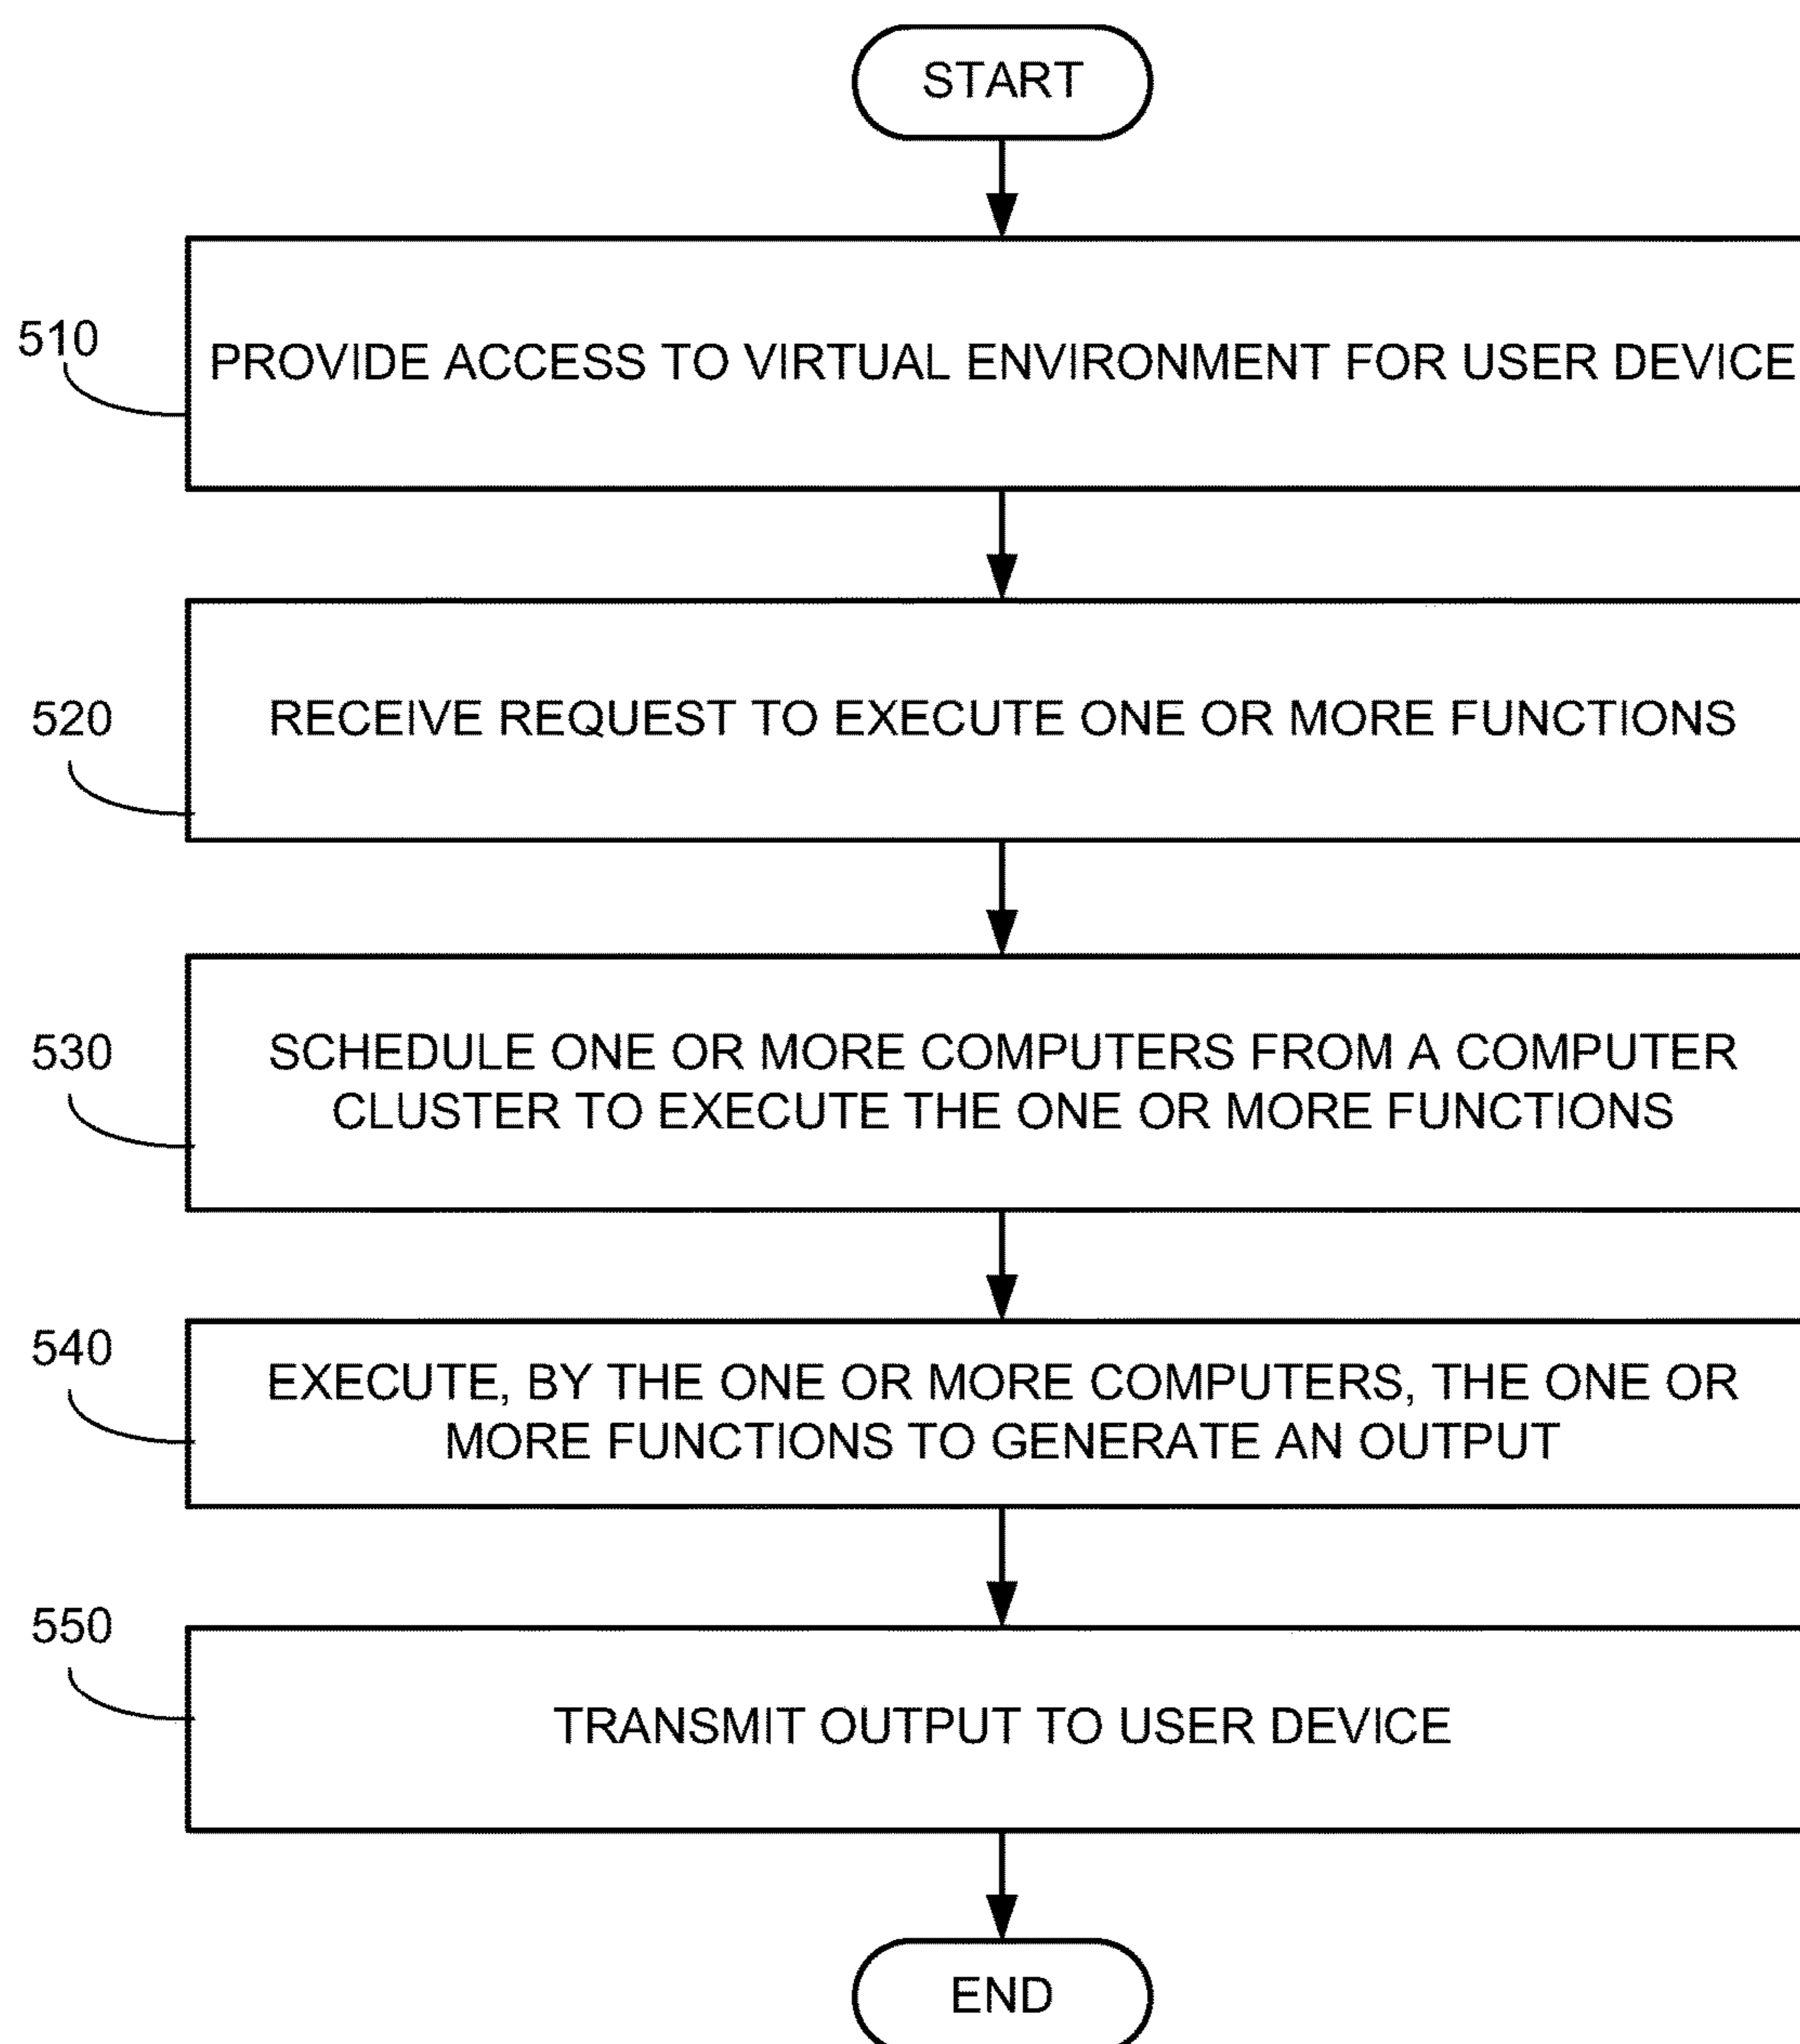 START
510
PROVIDE ACCESS TO VIRTUAL ENVIRONMENT FOR USER DEVICE
520
RECEIVE REQUEST TO EXECUTE ONE OR MORE FUNCTIONS
530
SCHEDULE ONE OR MORE COMPUTERS FROM A COMPUTER
CLUSTER TO EXECUTE THE ONE OR MORE FUNCTIONS
540
EXECUTE, BY THE ONE OR MORE COMPUTERS, THE ONE OR
MORE FUNCTIONS TO GENERATE AN OUTPUT
550
TRANSMIT OUTPUT TO USER DEVICE
END